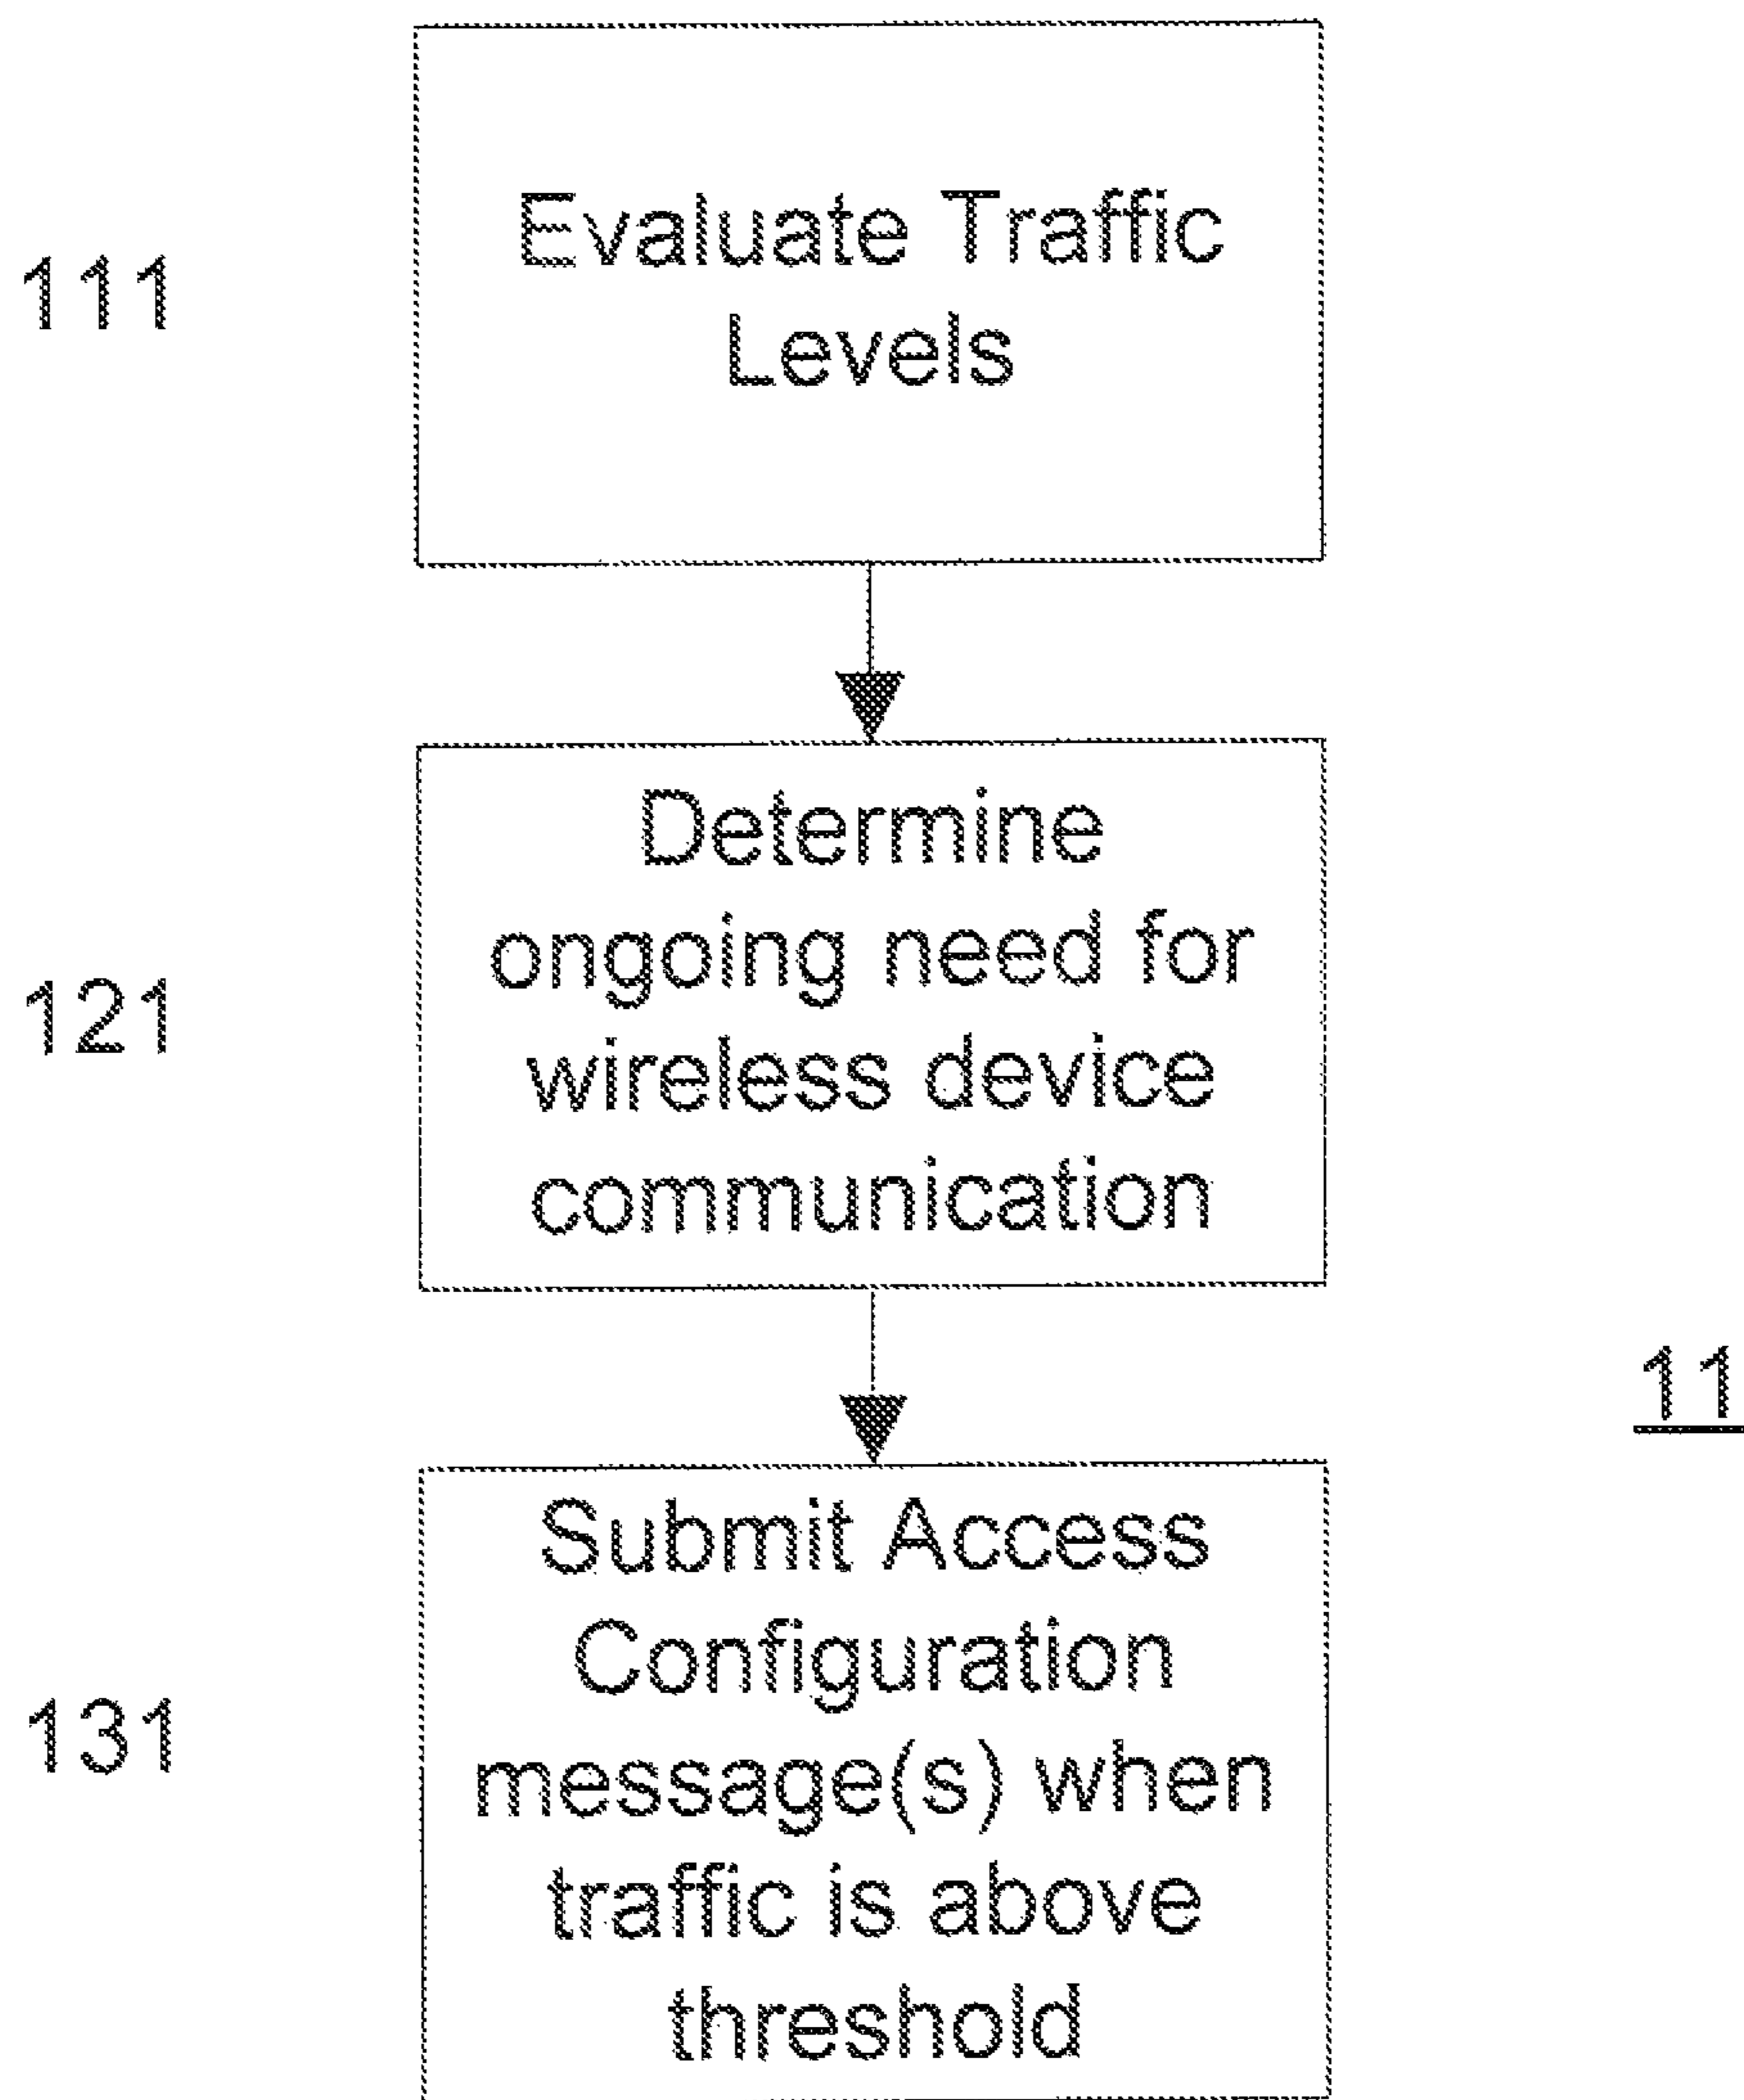 111
Evaluate Traffic
Levels
121
Determine
ongoing need for
wireless device
communication
11
131
Submit Access
Configuration
message(s) when
traffic is above
threshold